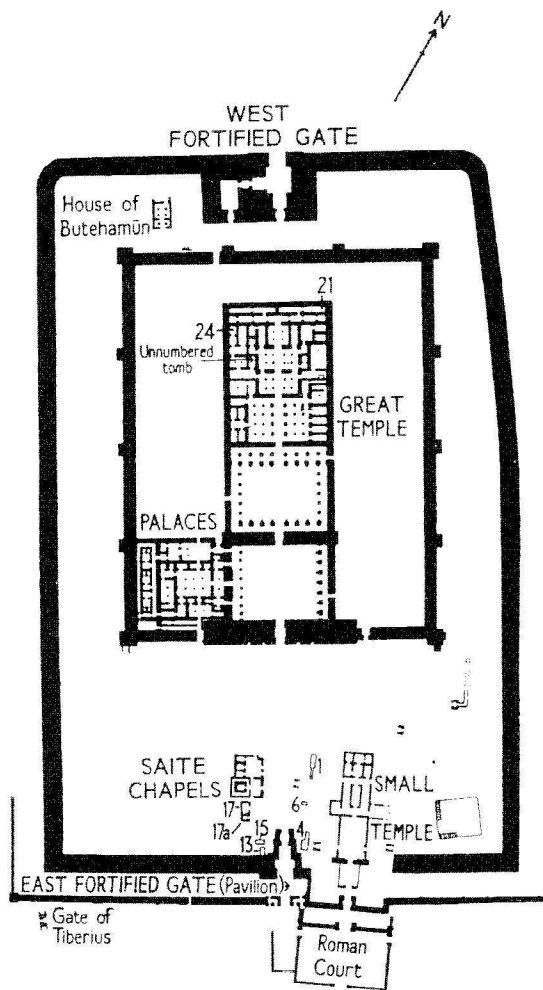 N
WEST
FORTIFIED GATE
House of
Butehamūn
21
24
Unnumbered
tomb
GREAT
TEMPLE
PALACES
SAITE
CHAPELS
1
SMALL
TEMPLE
17
6
17a
15
4
13
EAST FORTIFIED GATE (Pavilion)
Gate of
Tiberius
Roman
Court